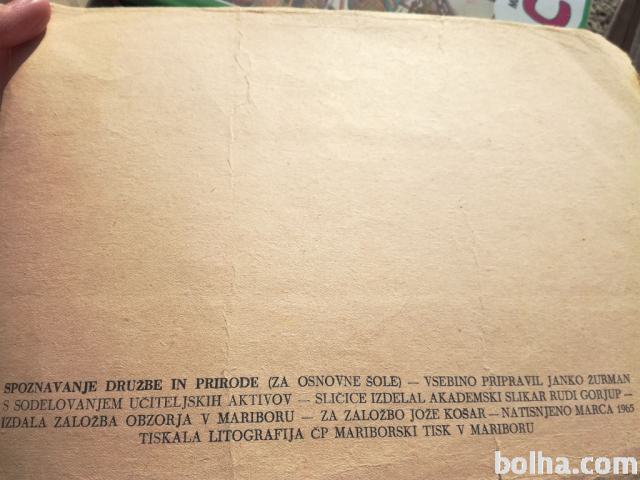 SPOZNAVANJE DRUŽBE IN PRIRODE (ZA OSNOVNE ŠOLE) — VSEBINO PRIPRAVIL JANKO ŽURMAN
S SODELOVANJEM UČITELJSKIH AKTIVOV — SLIČICE IZDELAL AKADEMSKI SLIKAR RUDI GORJUP —
IZDALA ZALOŽBA OBZORJA V MARIBORU — ZA ZALOŽBO JOŽE KOŠAR — NATISNJENO MARCA 1965
TISKALA LITOGRAFIJA ČP MARIBORSKI TISK V MARIBORU
bolha.com